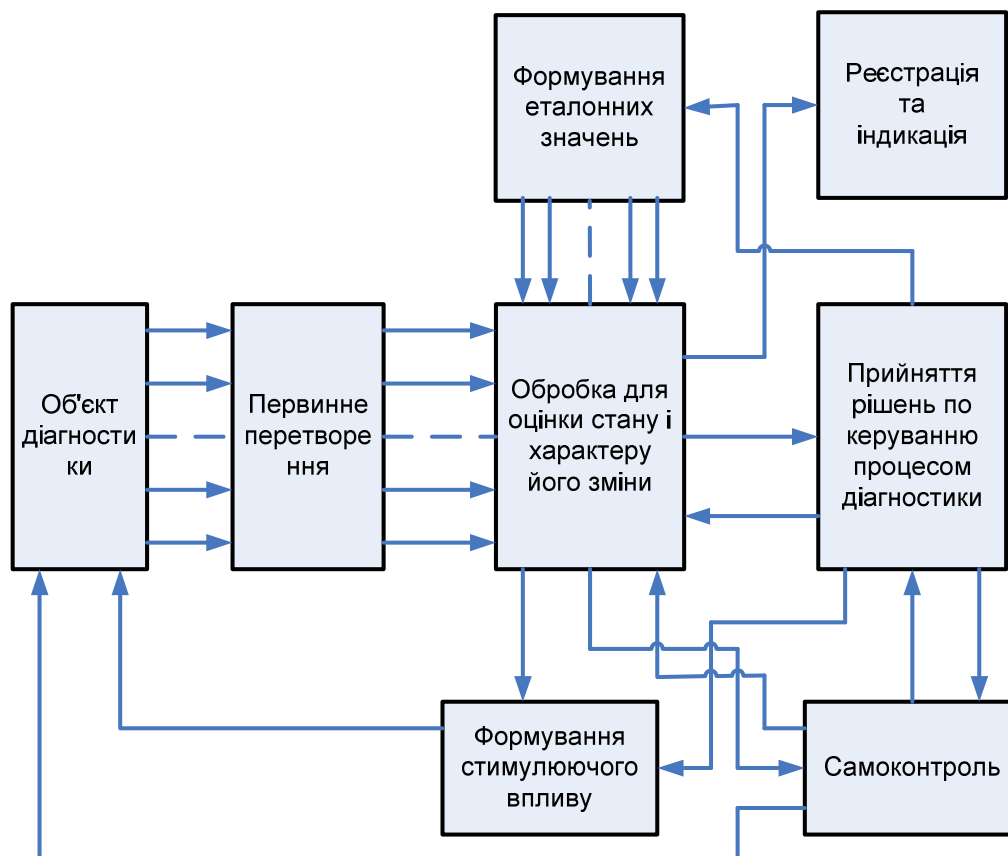 Формування
еталонних
значень
Реєстрація
та
індикація
Об'єкт
діагности
ки
Первинне
перетворе
ння
Обробка для
оцінки стану і
характеру
його зміни
Прийняття
рішень по
керуванню
процесом
діагностики
Формування
стимулюючого
впливу
Самоконтроль